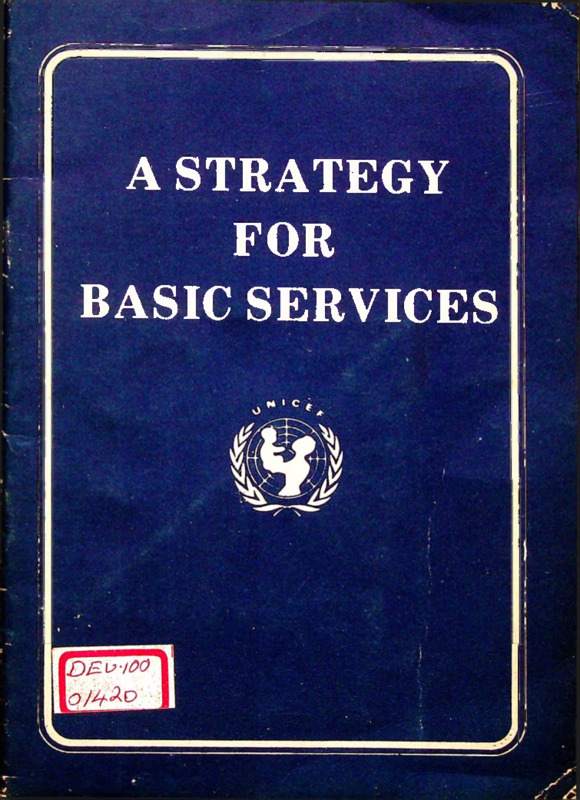 A STRATEGY
FOR
BASIC SERVICES
UNICEF
DEV·100
01420